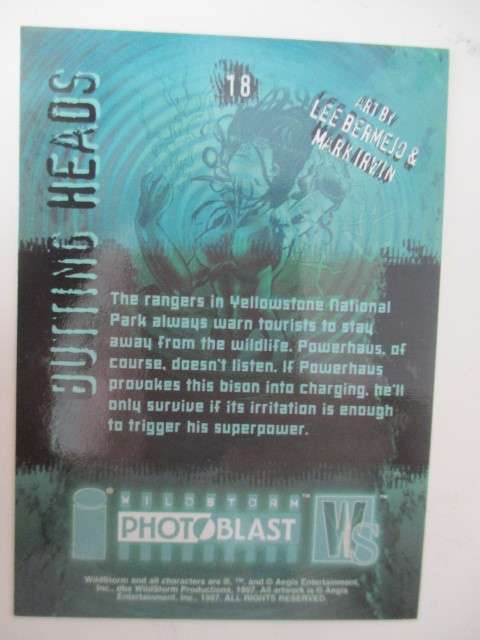 18
ART BY
LEE BERMEJO &
MARK IRWIN
BUTTING HEADS
The rangers in Yellowstone National
Park always warn tourists to stay
away from the wildlife. Powerhaus, of
course, doesn't listen. If Powerhaus
provokes this bison into charging, he'll
only survive if its irritation is enough
to trigger his superpower.
WILDSTORM™
PHOTOBLAST
WS™
WildStorm and all characters are ®, ™, and © Aegis Entertainment,
Inc., dba WildStorm Productions, 1997. All artwork is © Aegis
Entertainment, Inc., 1997. ALL RIGHTS RESERVED.